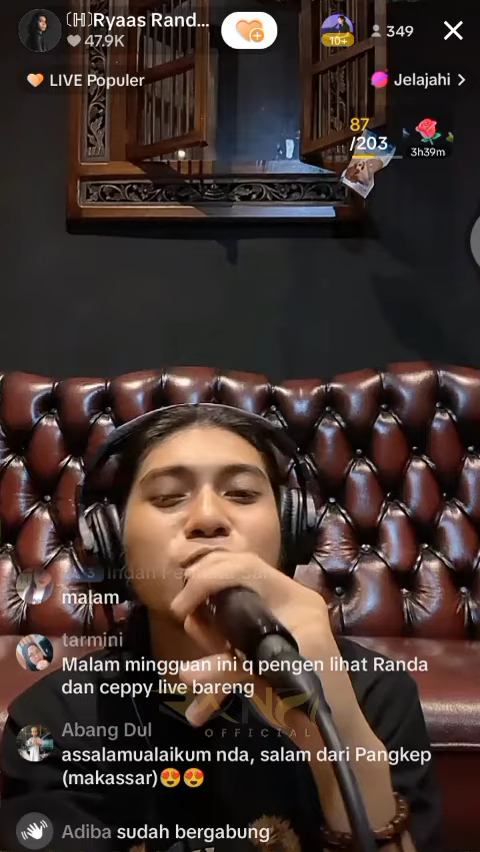 🄗Ryaas Rand...
47.9K
10+
349
LIVE Populer
Jelajahi >
87
/203
3h39m
malam
tarmini
Malam mingguan ini q pengen lihat Randa
dan ceppy live bareng
OFFICIAL
Abang Dul
assalamualaikum nda, salam dari Pangkep
(makassar)😍😍
Adiba sudah bergabung